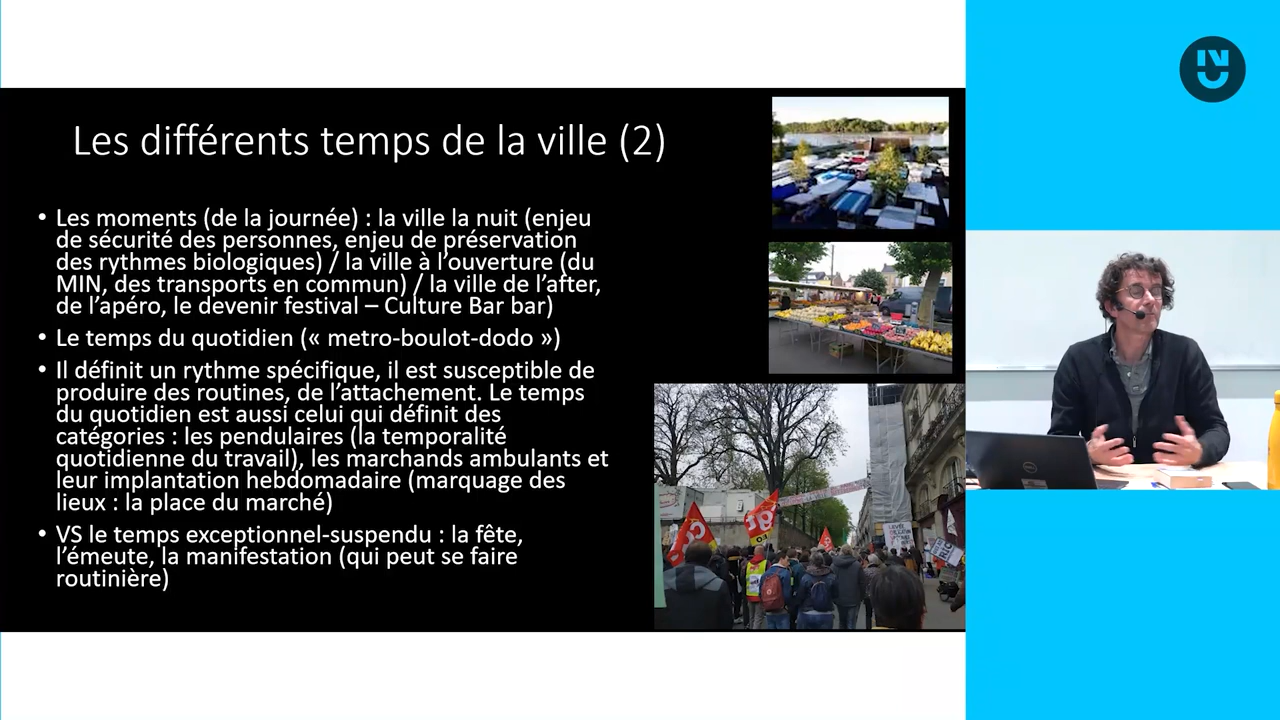 Les différents temps de la ville (2)
• Les moments (de la journée) : la ville la nuit (enjeu
de sécurité des personnes, enjeu de préservation
des rythmes biologiques) / la ville à l’ouverture (du
MIN, des transports en commun) / la ville de l’after,
de l’apéro, le devenir festival – Culture Bar bar)
• Le temps du quotidien (« metro-boulot-dodo »)
• Il définit un rythme spécifique, il est susceptible de
produire des routines, de l’attachement. Le temps
du quotidien est aussi celui qui définit des
catégories : les pendulaires (la temporalité
quotidienne du travail), les marchands ambulants et
leur implantation hebdomadaire (marquage des
lieux : la place du marché)
• VS le temps exceptionnel-suspendu : la fête,
l’émeute, la manifestation (qui peut se faire
routinière)
cgt
FO
DELL